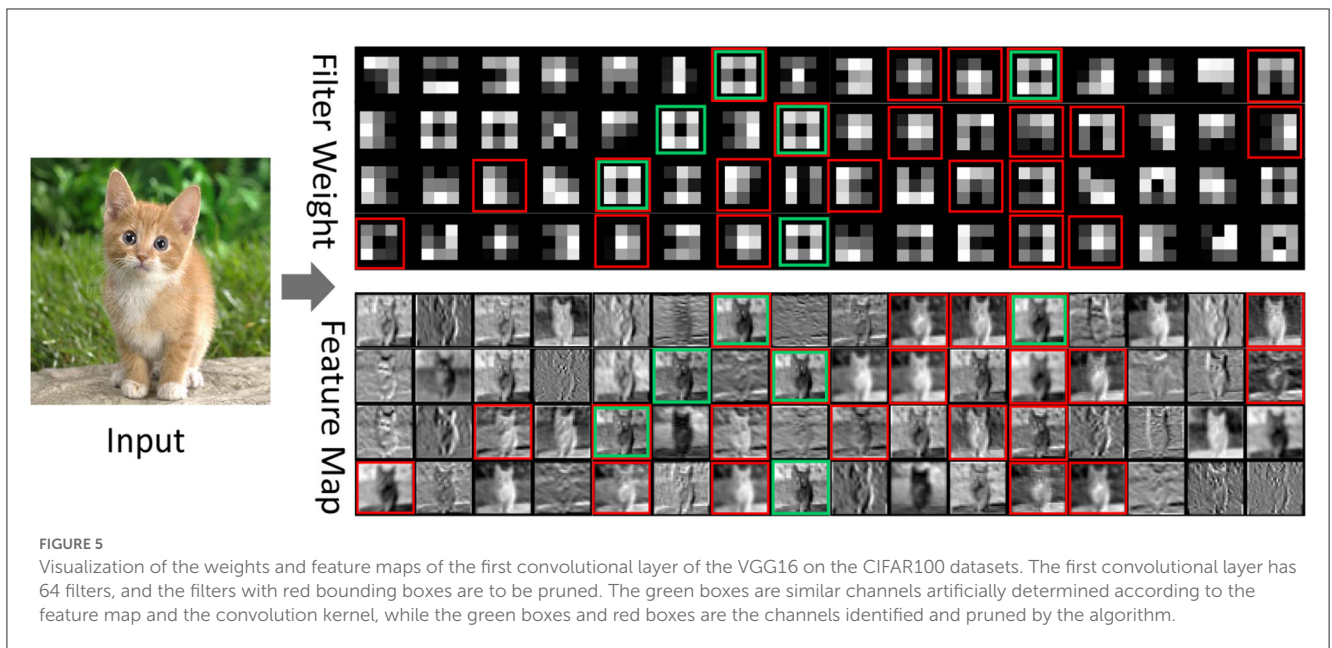 Filter Weight
Input
Feature Map
FIGURE 5
Visualization of the weights and feature maps of the first convolutional layer of the VGG16 on the CIFAR100 datasets. The first convolutional layer has
64 filters, and the filters with red bounding boxes are to be pruned. The green boxes are similar channels artificially determined according to the
feature map and the convolution kernel, while the green boxes and red boxes are the channels identified and pruned by the algorithm.